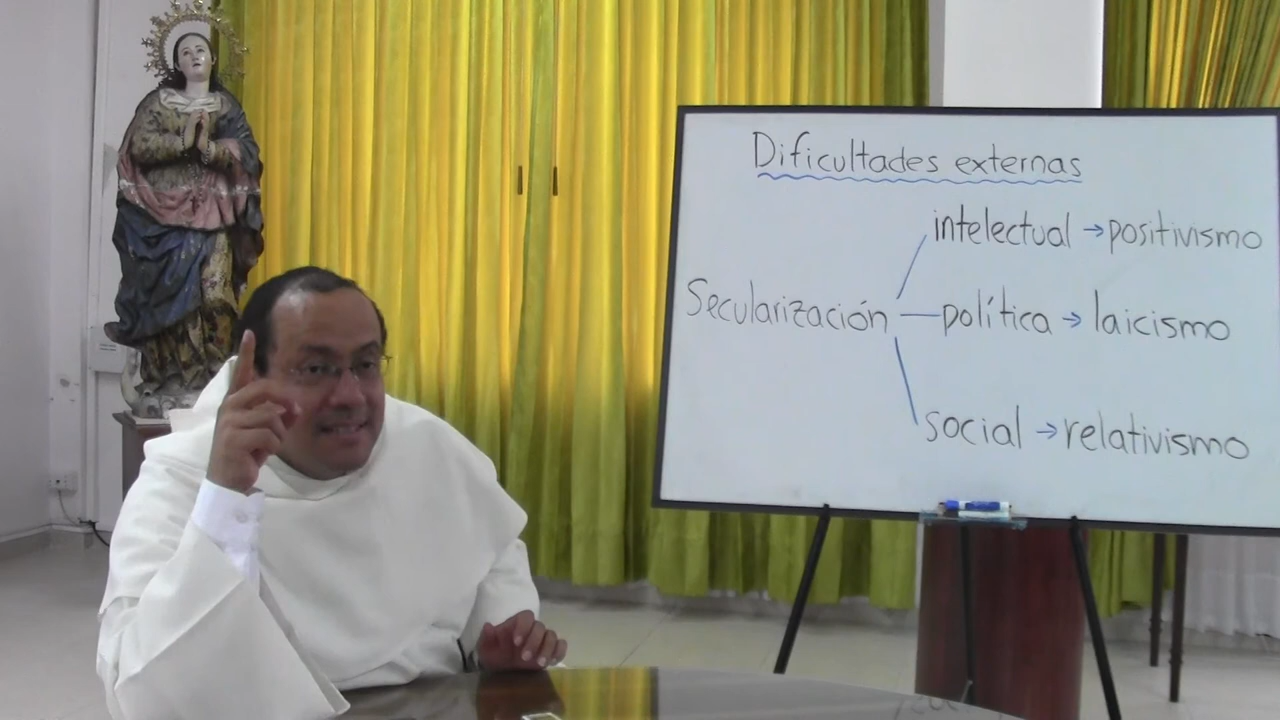 Dificultades externas
intelectual → positivismo
Secularización — política → laicismo
social → relativismo